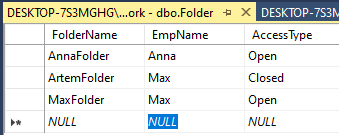 DESKTOP-7S3MGHG\...ork - dbo.Folder DESKTOP-7S3M
FolderName EmpName AccessType
AnnaFolder Anna Open
ArtemFolder Max Closed
MaxFolder Max Open
NULL NULL NULL